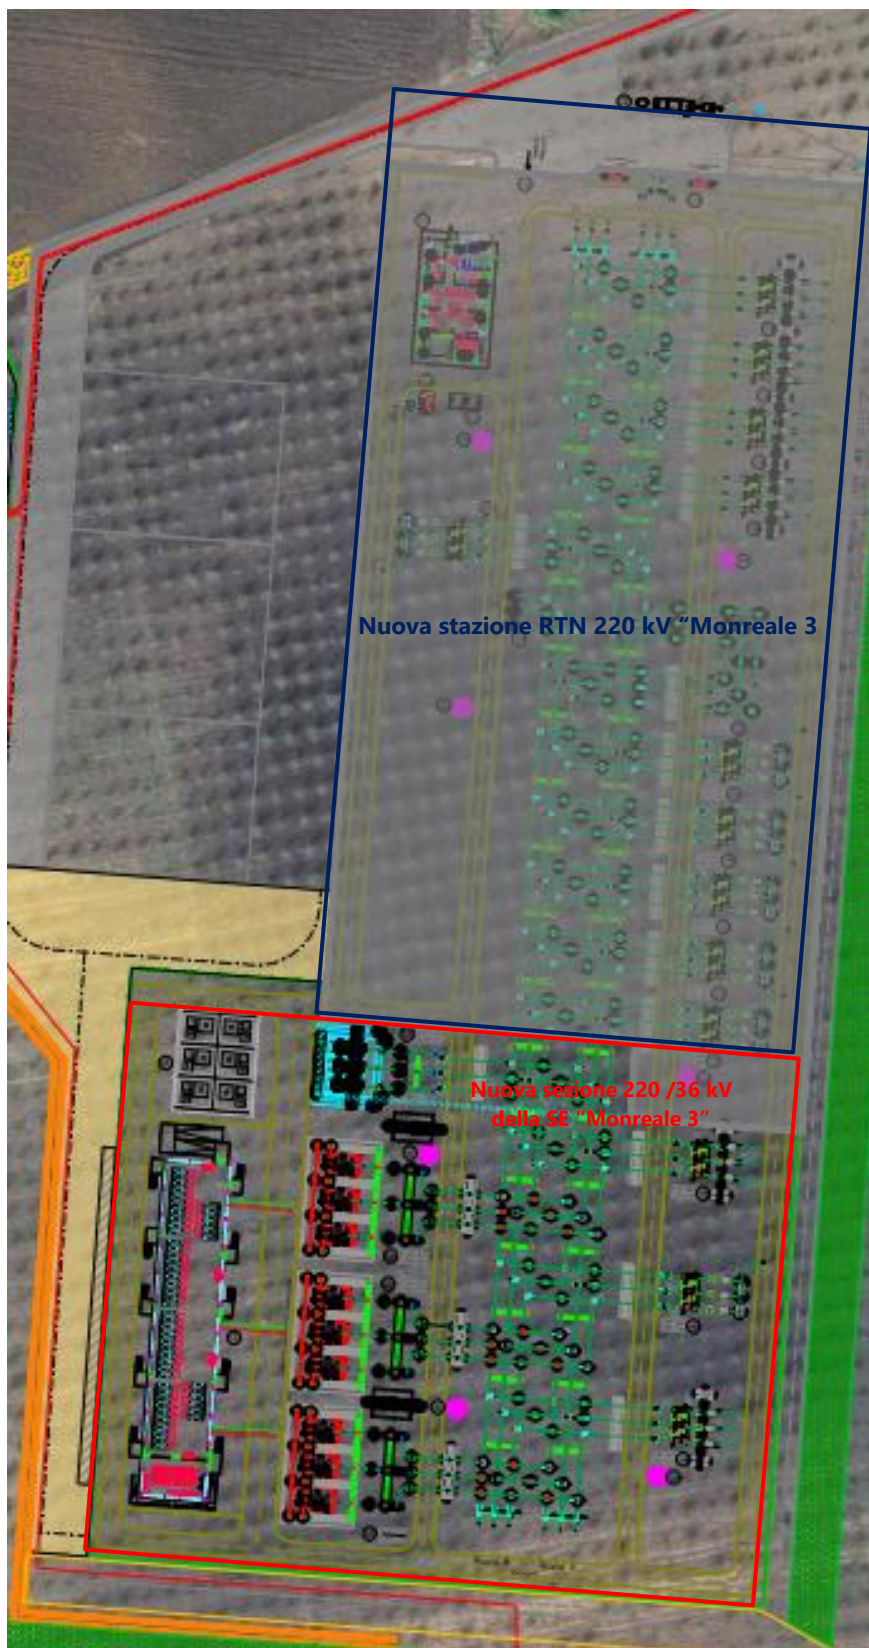 Nuova stazione RTN 220 kV “Monreale 3
Nuova sezione 220 /36 kV
della SE “Monreale 3”